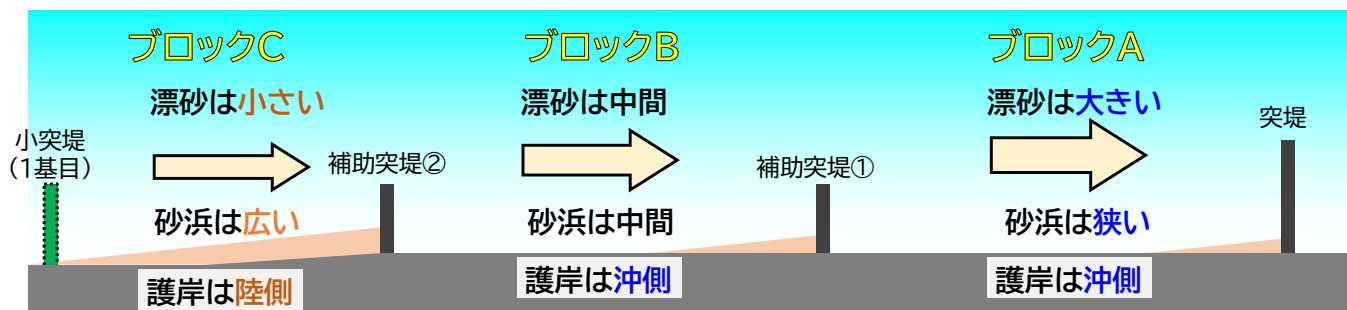 ブロックC
漂砂は小さい
小突堤
(1基目)
補助突堤②
砂浜は広い
護岸は陸側
ブロックB
漂砂は中間
補助突堤①
砂浜は中間
護岸は沖側
ブロックA
漂砂は大きい
突堤
砂浜は狭い
護岸は沖側